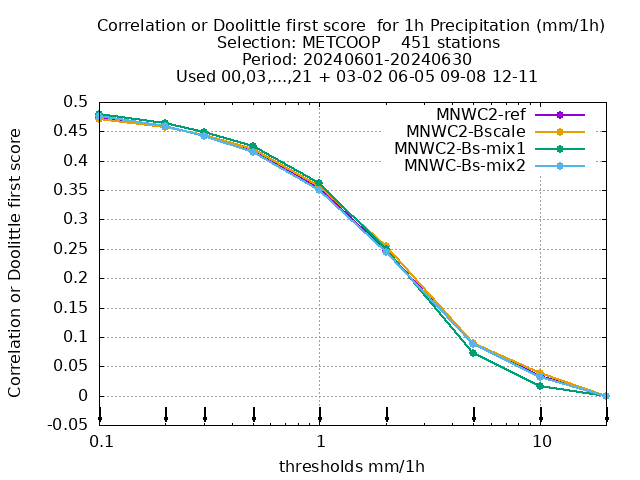 Correlation or Doolittle first score  for 1h Precipitation (mm/1h)
Selection: METCOOP    451 stations
Period: 20240601-20240630
Used 00,03,...,21 + 03-02 06-05 09-08 12-11
MNWC2-ref
MNWC2-Bscale
MNWC2-Bs-mix1
MNWC-Bs-mix2
Correlation or Doolittle first score
0.5
0.45
0.4
0.35
0.3
0.25
0.2
0.15
0.1
0.05
0
-0.05
0.1
1
10
thresholds mm/1h